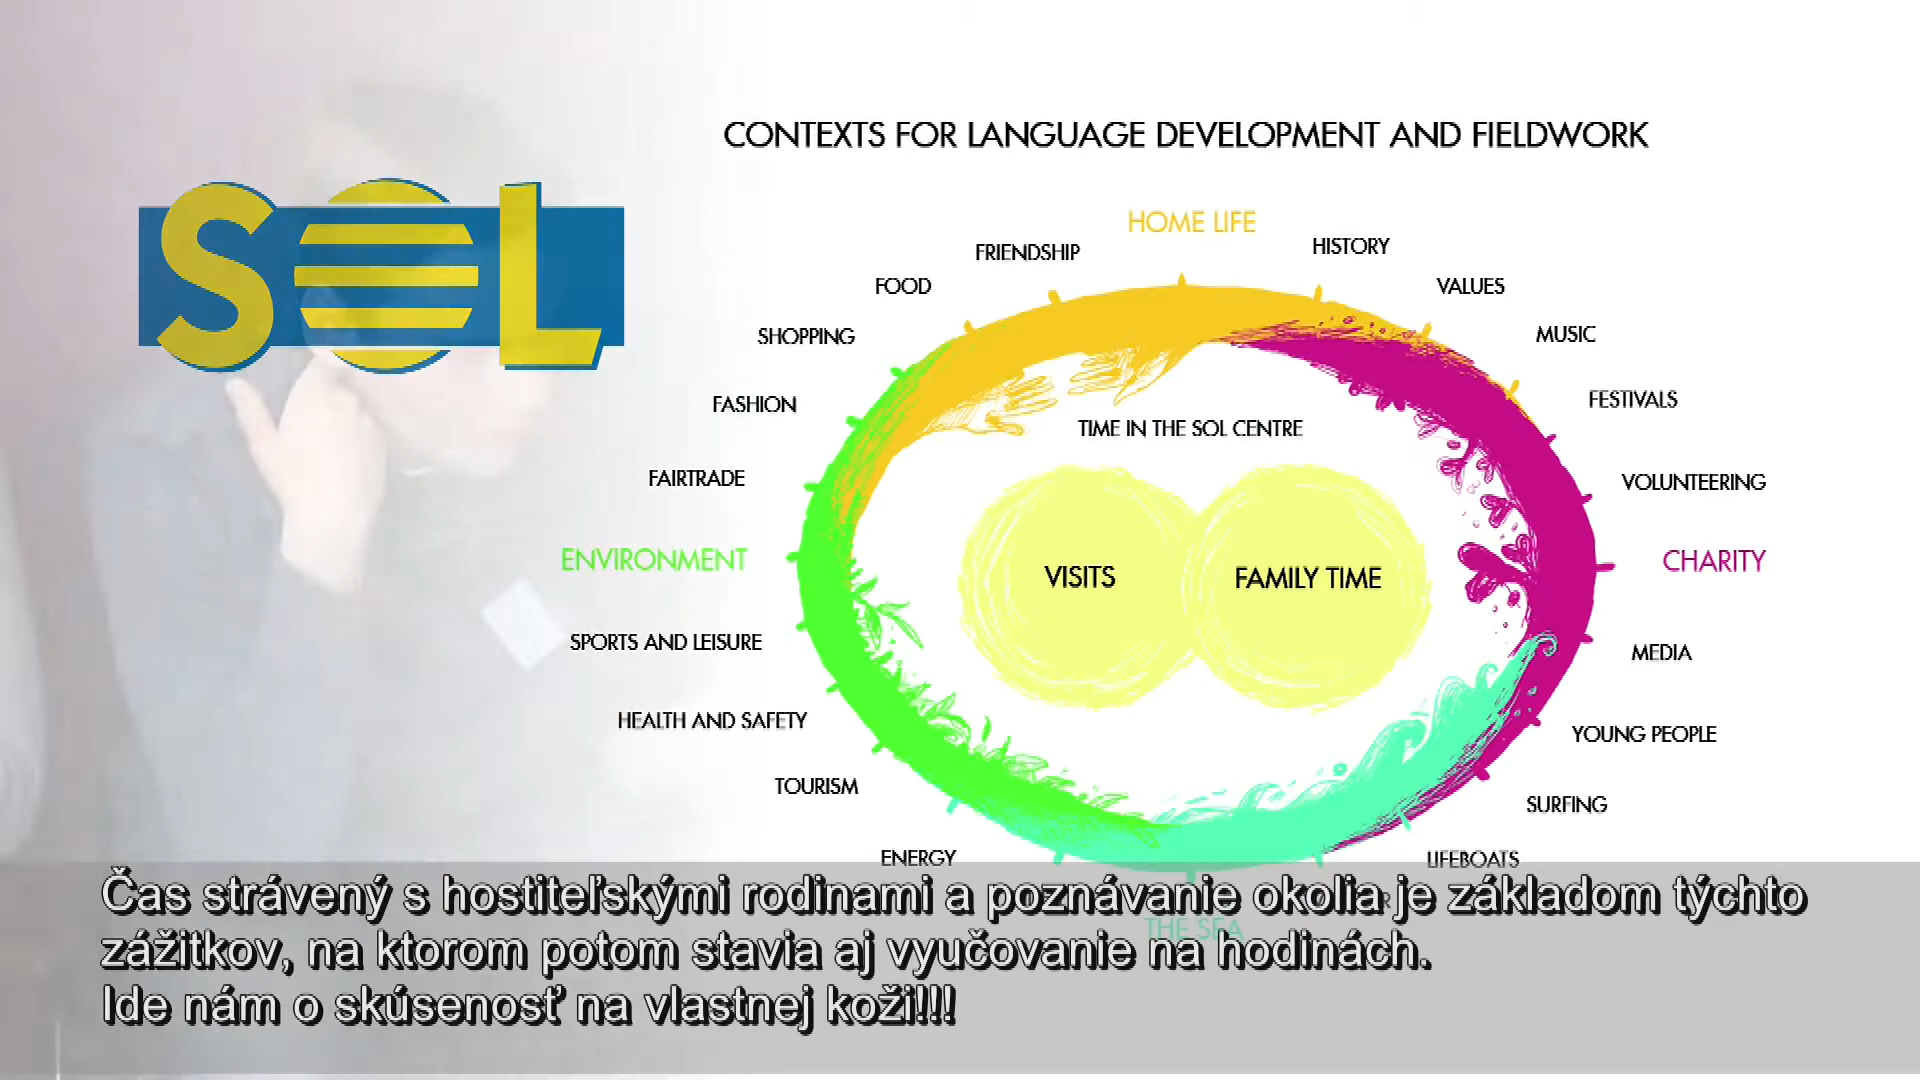 CONTEXTS FOR LANGUAGE DEVELOPMENT AND FIELDWORK
SOL
HOME LIFE
FRIENDSHIP
HISTORY
FOOD
VALUES
SHOPPING
MUSIC
FASHION
FESTIVALS
TIME IN THE SOL CENTRE
FAIRTRADE
VOLUNTEERING
ENVIRONMENT
CHARITY
VISITS
FAMILY TIME
SPORTS AND LEISURE
MEDIA
HEALTH AND SAFETY
YOUNG PEOPLE
TOURISM
SURFING
ENERGY
LIFEBOATS
THE SEA
Čas strávený s hostiteľskými rodinami a poznávanie okolia je základom týchto
zážitkov, na ktorom potom stavia aj vyučovanie na hodinách.
Ide nám o skúsenosť na vlastnej koži!!!